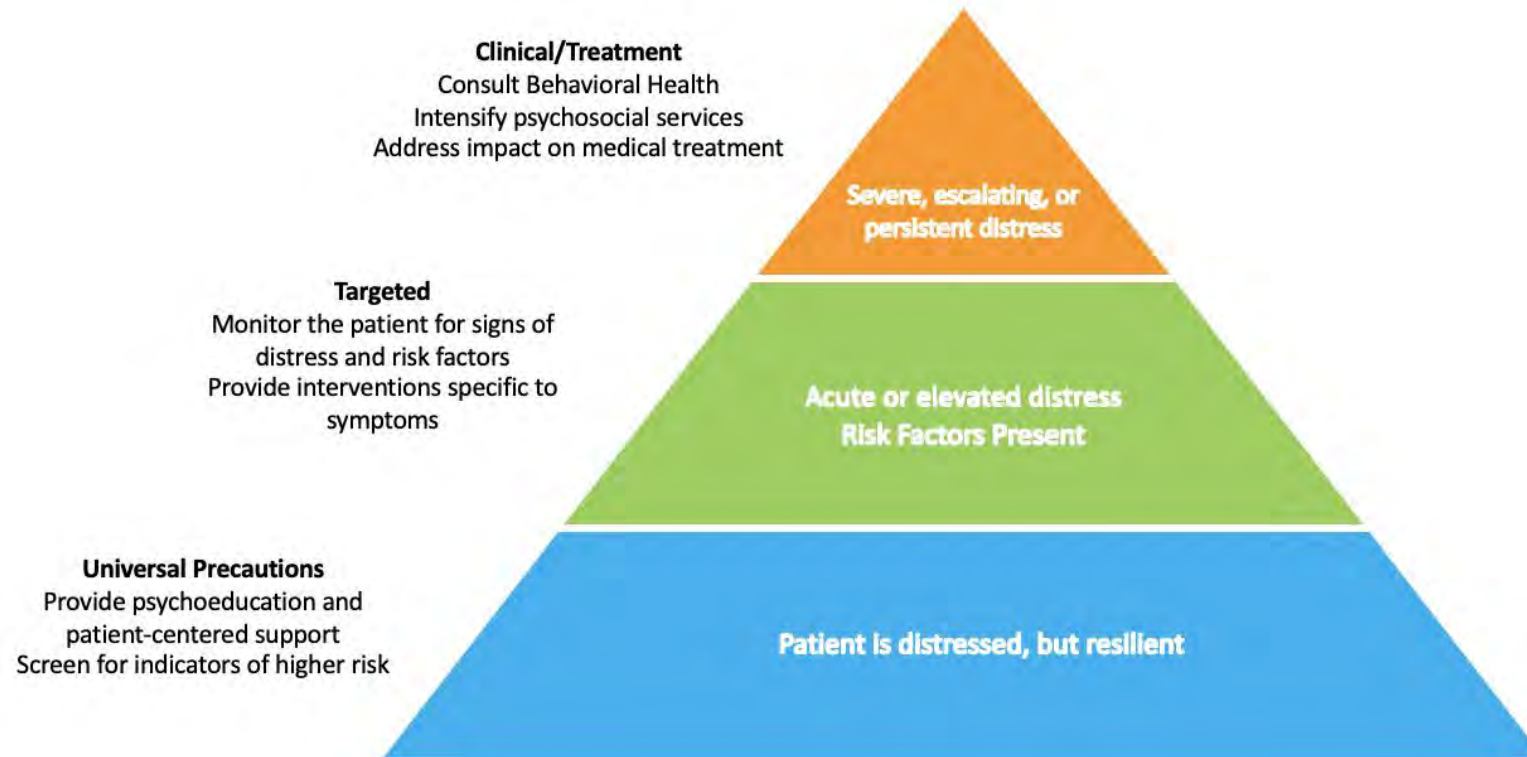 Clinical/Treatment
Consult Behavioral Health
Intensify psychosocial services
Address impact on medical treatment
Severe, escalating, or
persistent distress
Targeted
Monitor the patient for signs of
distress and risk factors
Provide interventions specific to
symptoms
Acute or elevated distress
Risk Factors Present
Universal Precautions
Provide psychoeducation and
patient-centered support
Screen for indicators of higher risk
Patient is distressed, but resilient